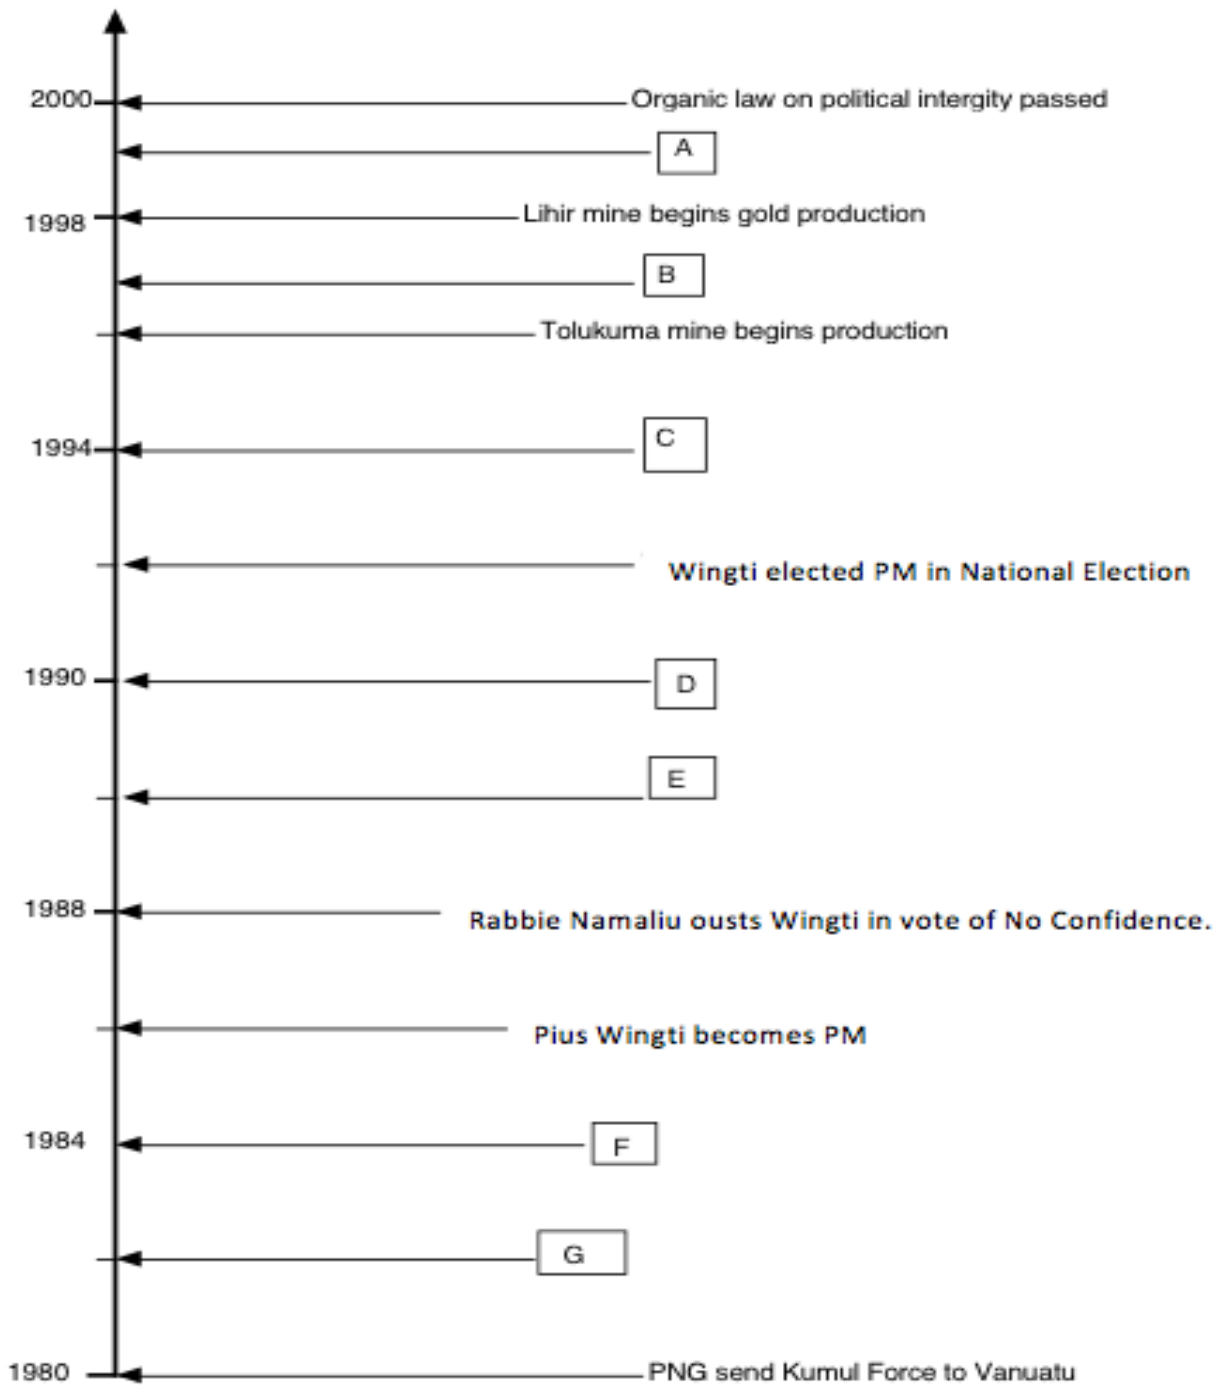 2000 Organic law on political intergity passed
A
1998 Lihir mine begins gold production
B
Tolukuma mine begins production
1994 C
Wingti elected PM in National Election
1990 D
E
1988 Rabbie Namaliu ousts Wingti in vote of No Confidence.
Pius Wingti becomes PM
1984 F
G
1980 PNG send Kumul Force to Vanuatu